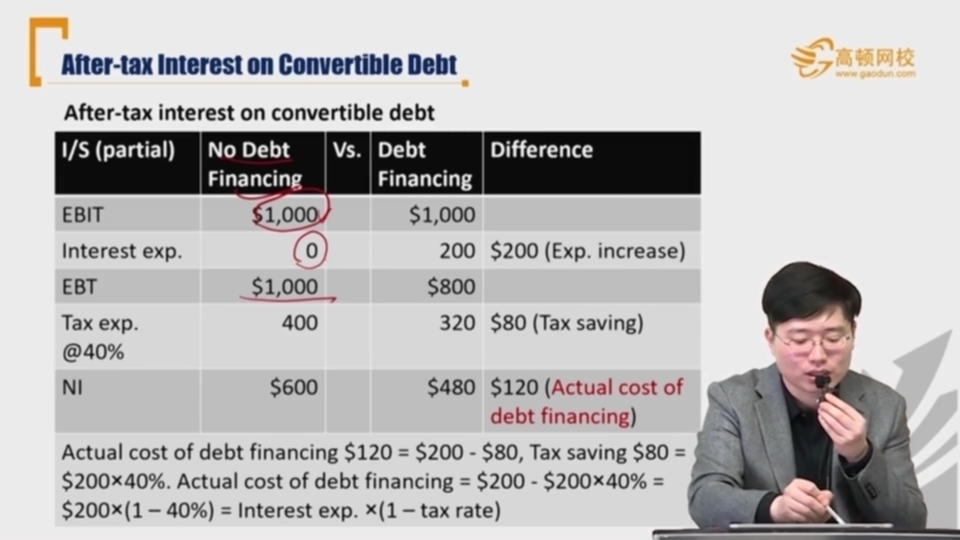 After-tax Interest on Convertible Debt
高顿网校
www.gaodun.com
After-tax interest on convertible debt
I/S (partial) No Debt Financing Vs. Debt Financing Difference
EBIT $1,000 $1,000
Interest exp. 0 200 $200 (Exp. increase)
EBT $1,000 $800
Tax exp. @40% 400 320 $80 (Tax saving)
NI $600 $480 $120 (Actual cost of debt financing)
Actual cost of debt financing $120 = $200 - $80, Tax saving $80 =
$200×40%. Actual cost of debt financing = $200 - $200×40% =
$200×(1 – 40%) = Interest exp. ×(1 – tax rate)